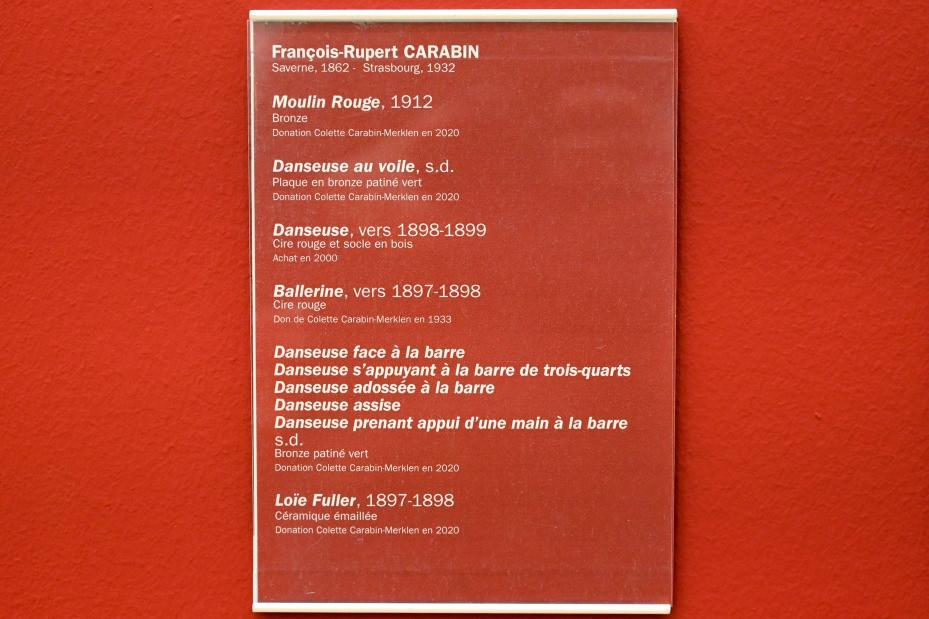 François-Rupert CARABIN
Saverne, 1862 - Strasbourg, 1932
Moulin Rouge, 1912
Bronze
Donation Colette Carabin-Merklen en 2020
Danseuse au voile, s.d.
Plaque en bronze patiné vert
Donation Colette Carabin-Merklen en 2020
Danseuse, vers 1898-1899
Cire rouge et socle en bois
Achat en 2000
Ballerine, vers 1897-1898
Cire rouge
Don de Colette Carabin-Merklen en 1933
Danseuse face à la barre
Danseuse s’appuyant à la barre de trois-quarts
Danseuse adossée à la barre
Danseuse assise
Danseuse prenant appui d’une main à la barre
s.d.
Bronze patiné vert
Donation Colette Carabin-Merklen en 2020
Loïe Fuller, 1897-1898
Céramique émaillée
Donation Colette Carabin-Merklen en 2020